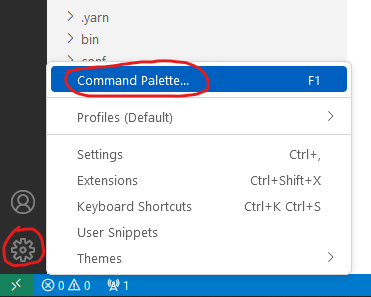 .yarn
bin
conf
Command Palette... F1
Profiles (Default)
Settings Ctrl+,
Extensions Ctrl+Shift+X
Keyboard Shortcuts Ctrl+K Ctrl+S
User Snippets
Themes
0 0 1